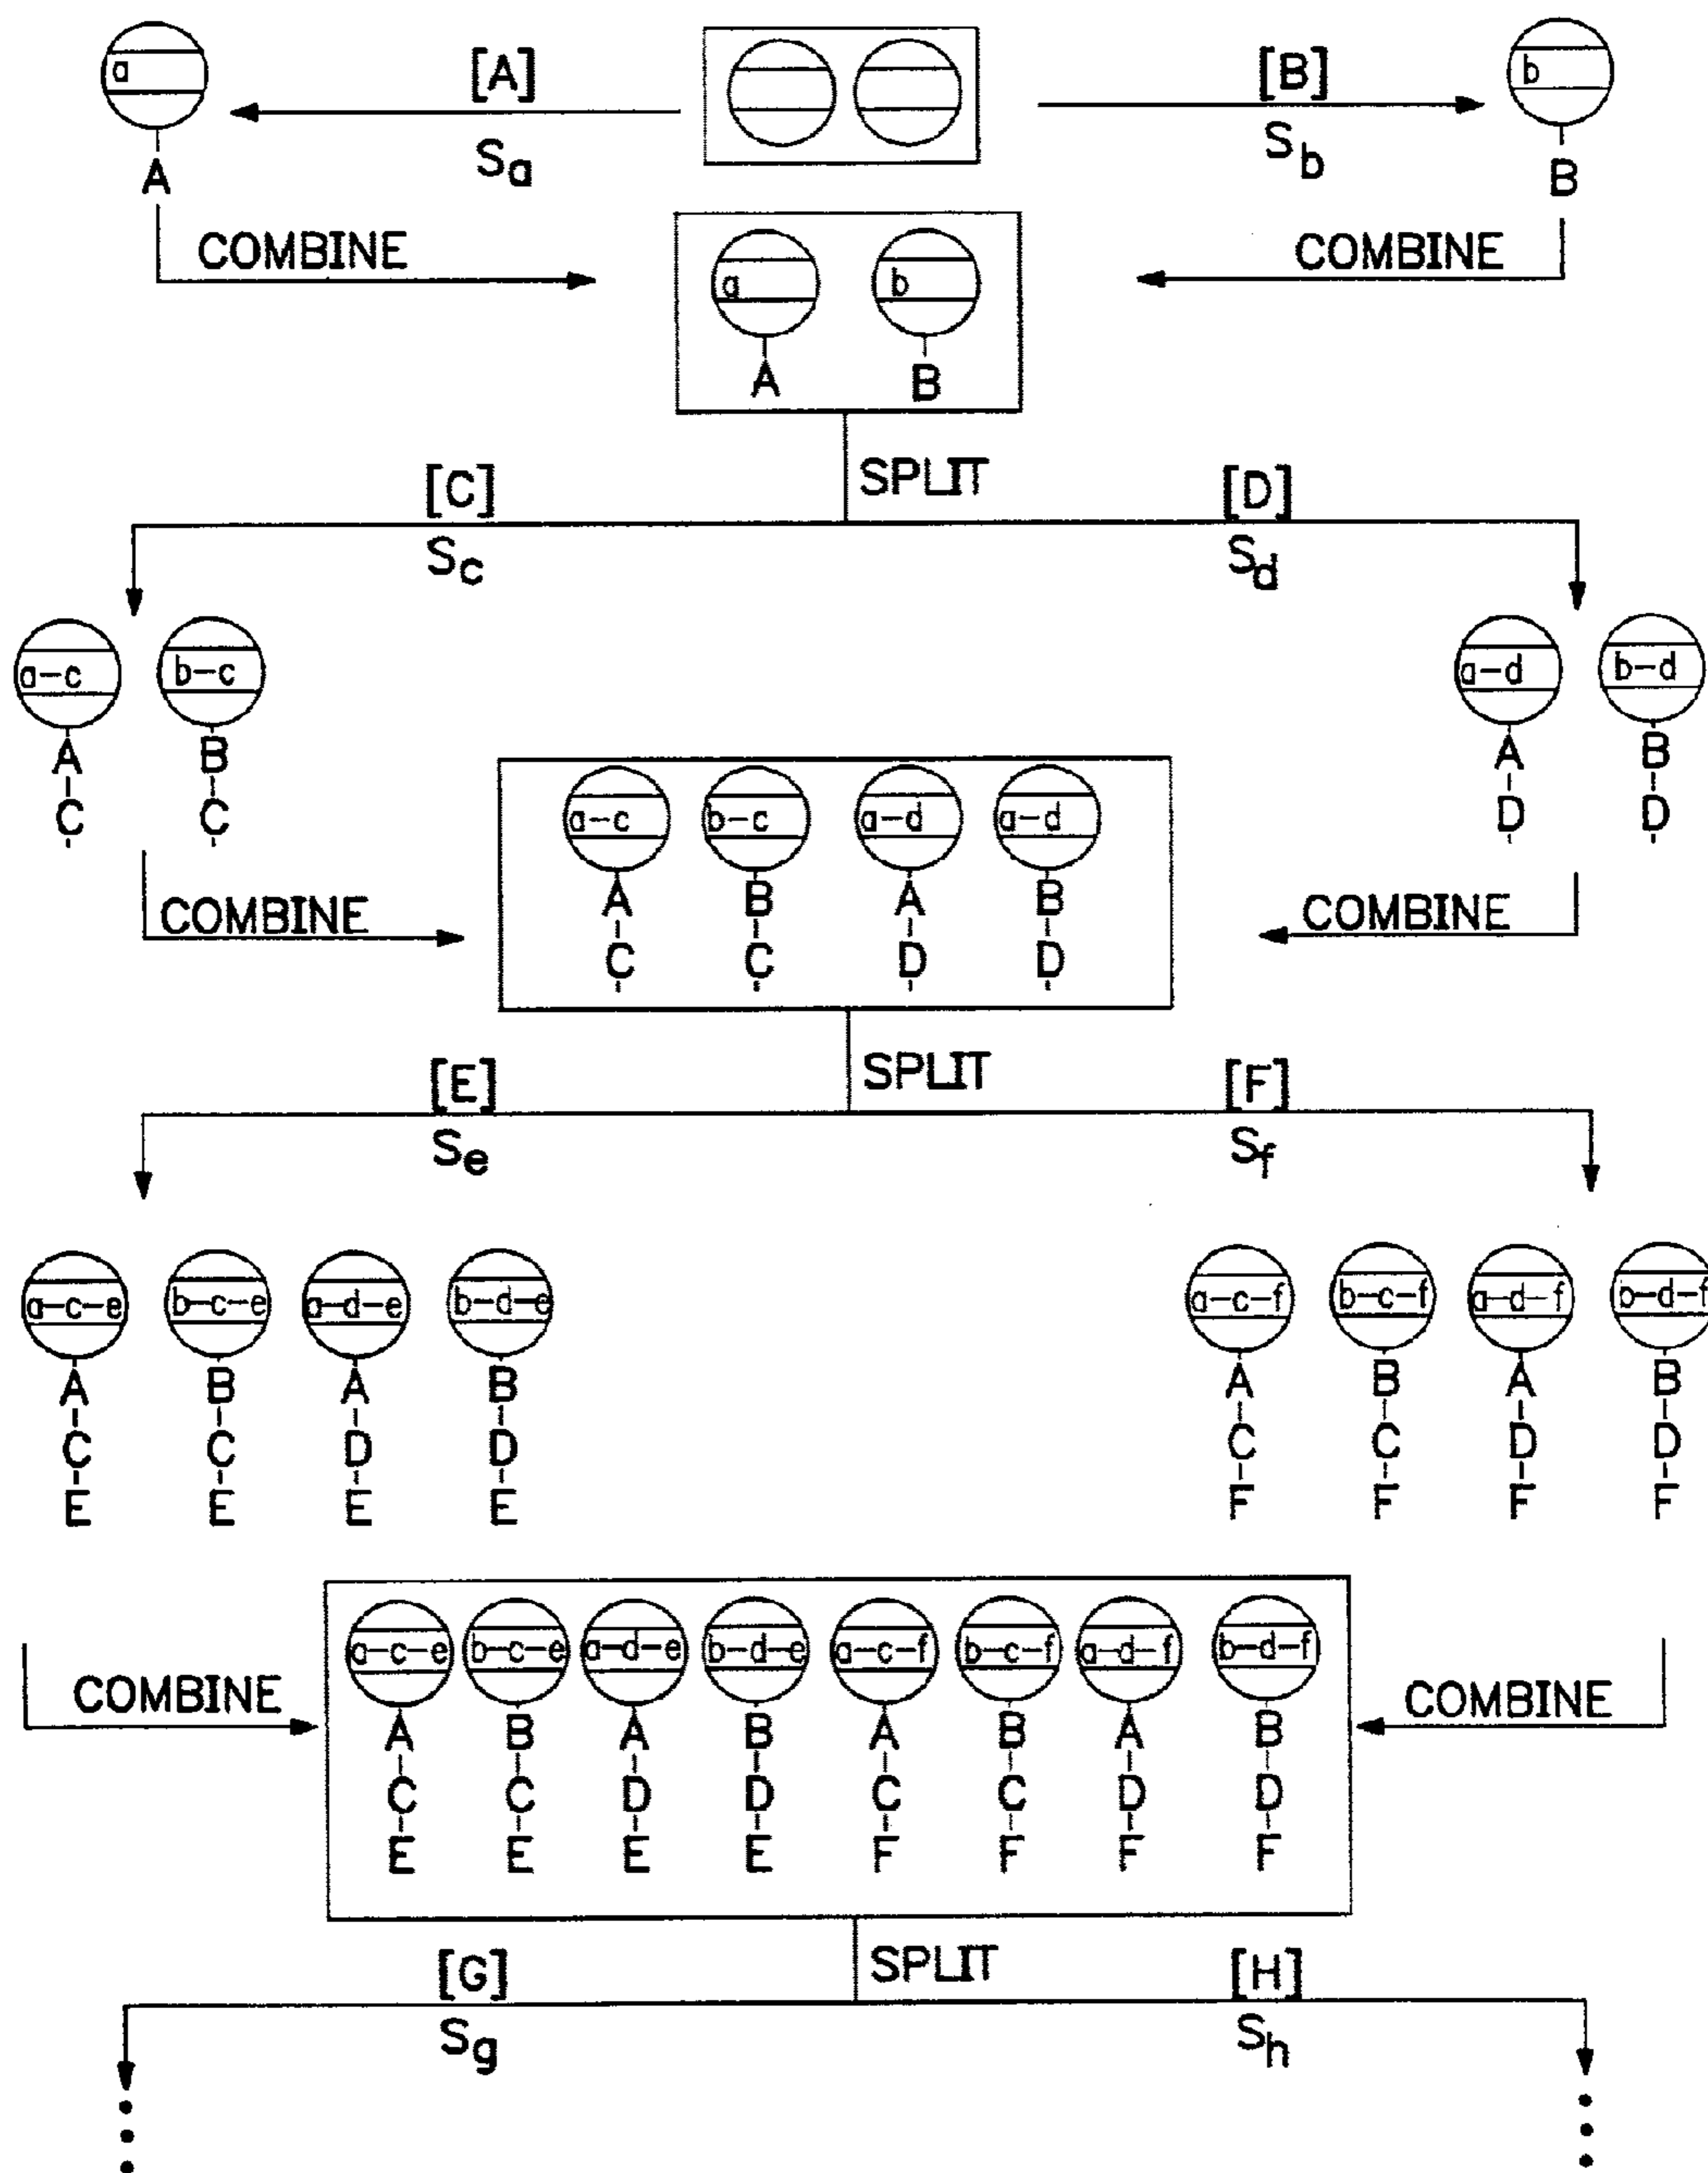 a [A] [B] b
Sa Sb
A B
COMBINE COMBINE
a b
A B
SPLIT
[C] [D]
Sc Sd
a-c b-c a-d b-d
A B A B
C C D D
a-c b-c a-d a-d
A B A B
COMBINE COMBINE
C C D D
SPLIT
[E] [F]
Se Sf
a-c-e b-c-e a-d-e b-d-e a-c-f b-c-f a-d-f b-d-f
A B A B A B A B
C C D D C C D D
E E E E F F F F
a-c-e b-c-e a-d-e b-d-e a-c-f b-c-f a-d-f b-d-f
COMBINE COMBINE
A B A B A B A B
C C D D C C D D
E E E E F F F F
SPLIT
[G] [H]
Sg Sh